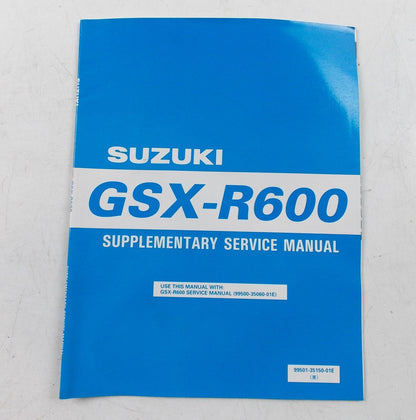 SUZUKI
GSX-R600
SUPPLEMENTARY SERVICE MANUAL
USE THIS MANUAL WITH:
GSX-R600 SERVICE MANUAL (99500-35060-01E)
99501-35150-01E